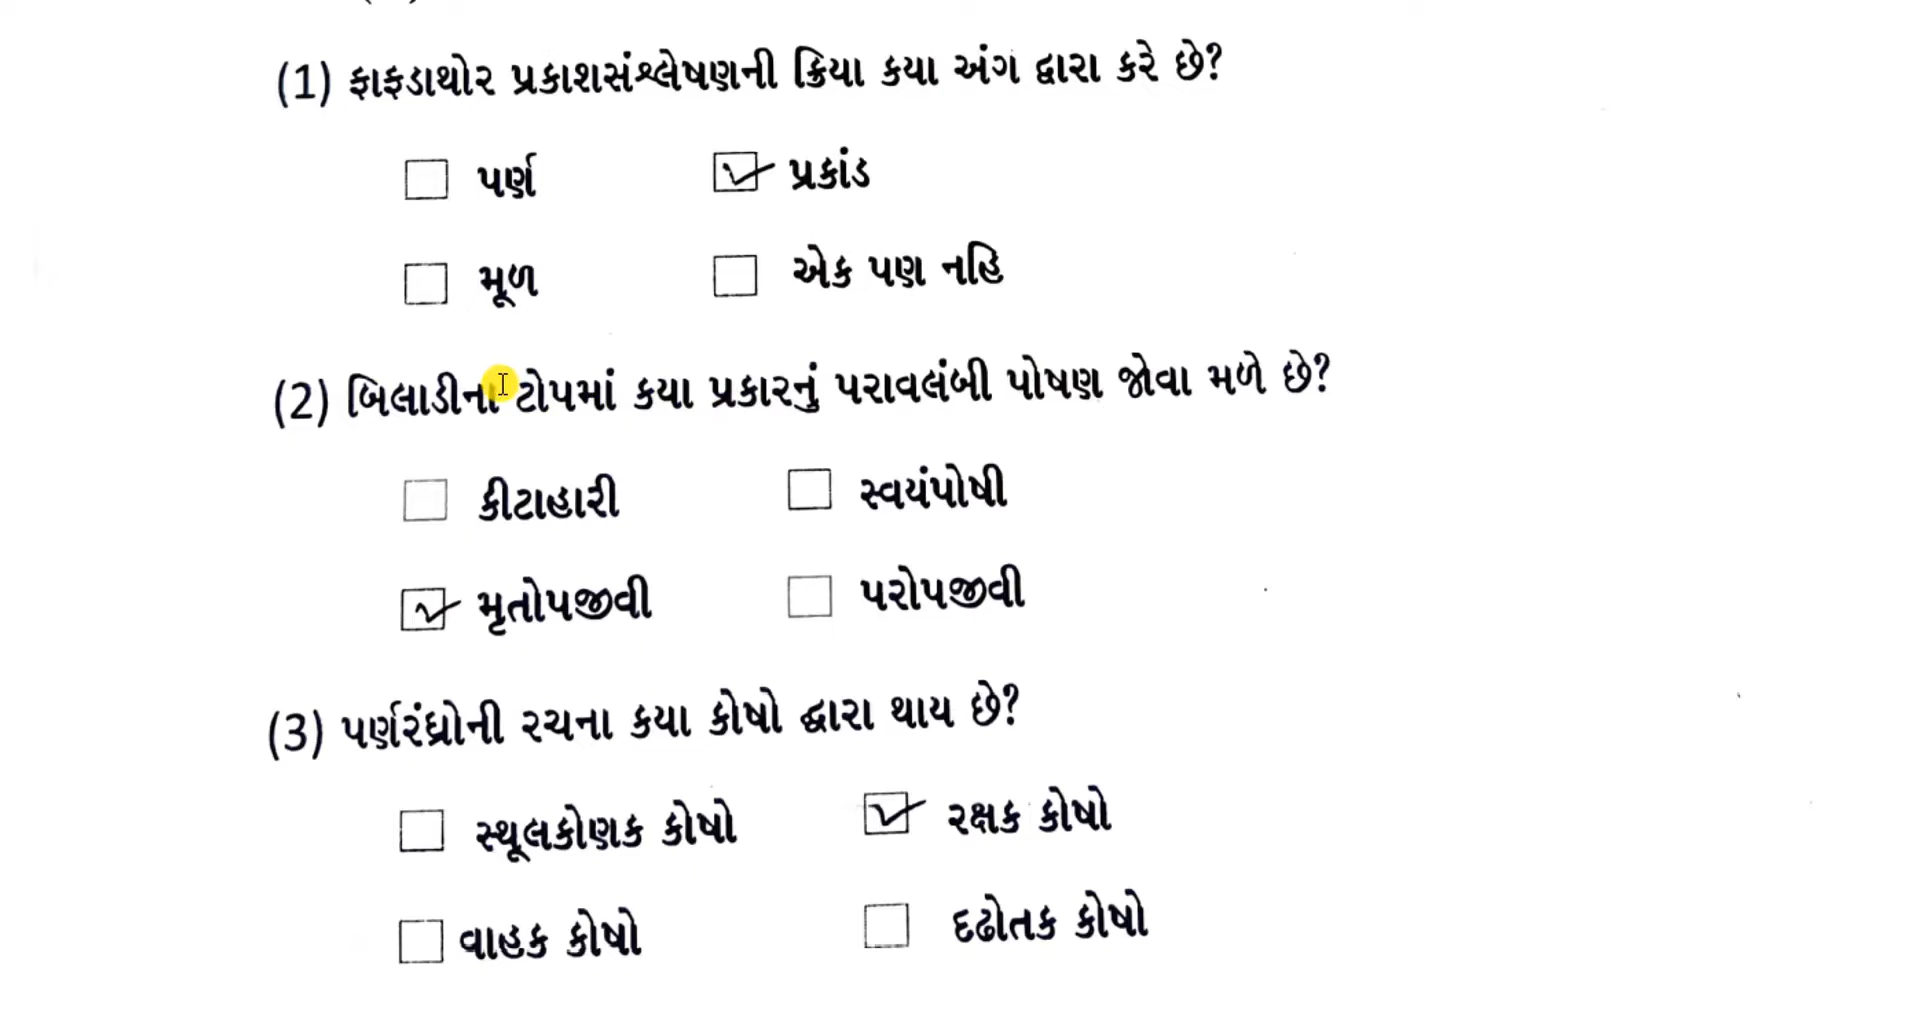 (1) ફાફડાથોર પ્રકાશસંશ્લેષણની ક્રિયા કયા અંગ દ્વારા કરે છે?
પર્ણ પ્રકાંડ
મૂળ એક પણ નહિ
(2) બિલાડીના ટોપમાં કયા પ્રકારનું પરાવલંબી પોષણ જોવા મળે છે?
કીટાહારી સ્વયંપોષી
મૃતોપજીવી પરોપજીવી
(3) પર્ણરંધ્રોની રચના કયા કોષો દ્વારા થાય છે?
સ્થૂલકોણક કોષો રક્ષક કોષો
વાહક કોષો દઢોતક કોષો